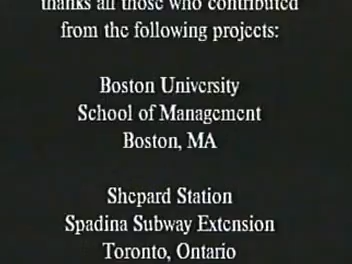 thanks all those who contributed
from the following projects:
Boston University
School of Management
Boston, MA
Shepard Station
Spadina Subway Extension
Toronto, Ontario